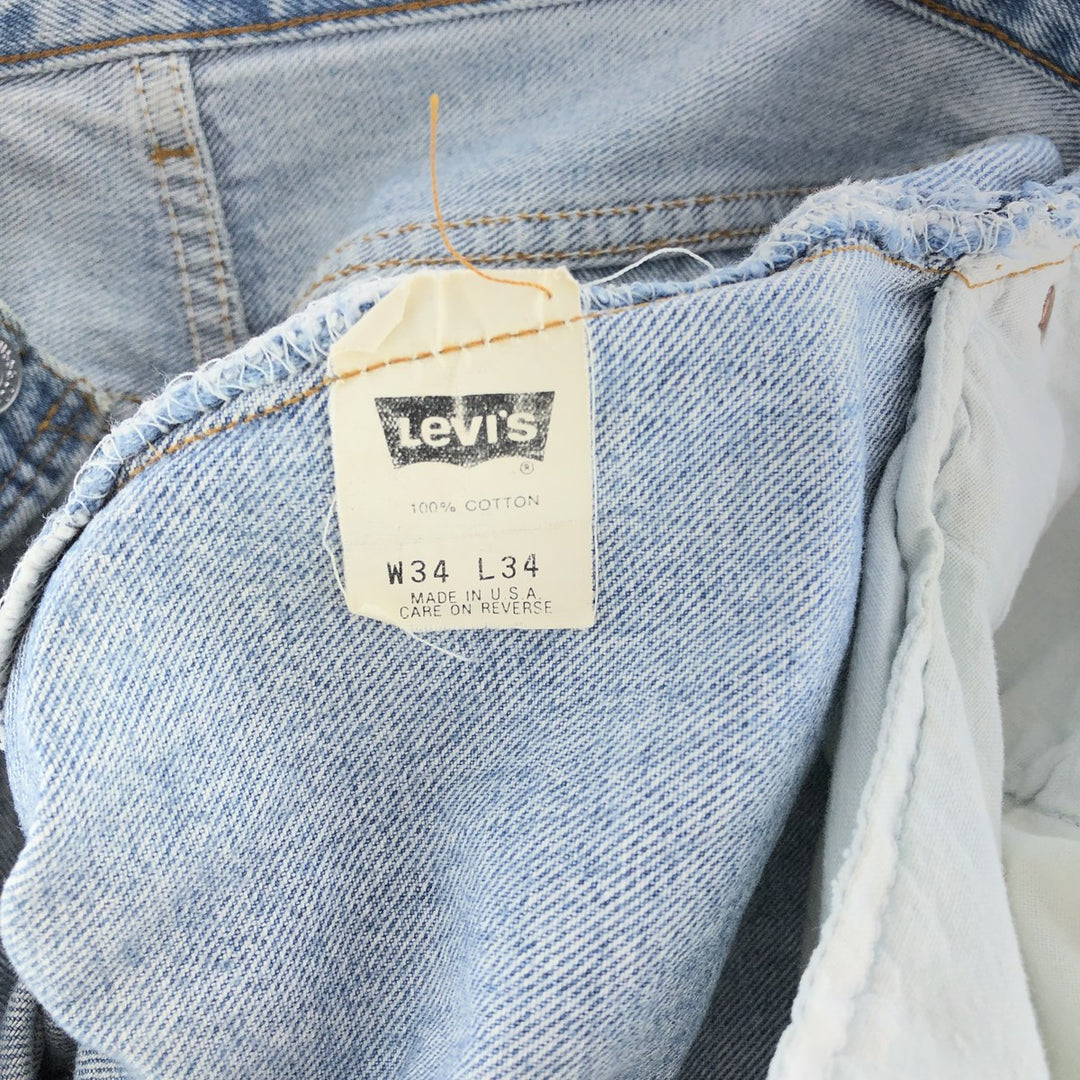 Levi's
®
100% COTTON
W34 L34
MADE IN U.S.A.
CARE ON REVERSE